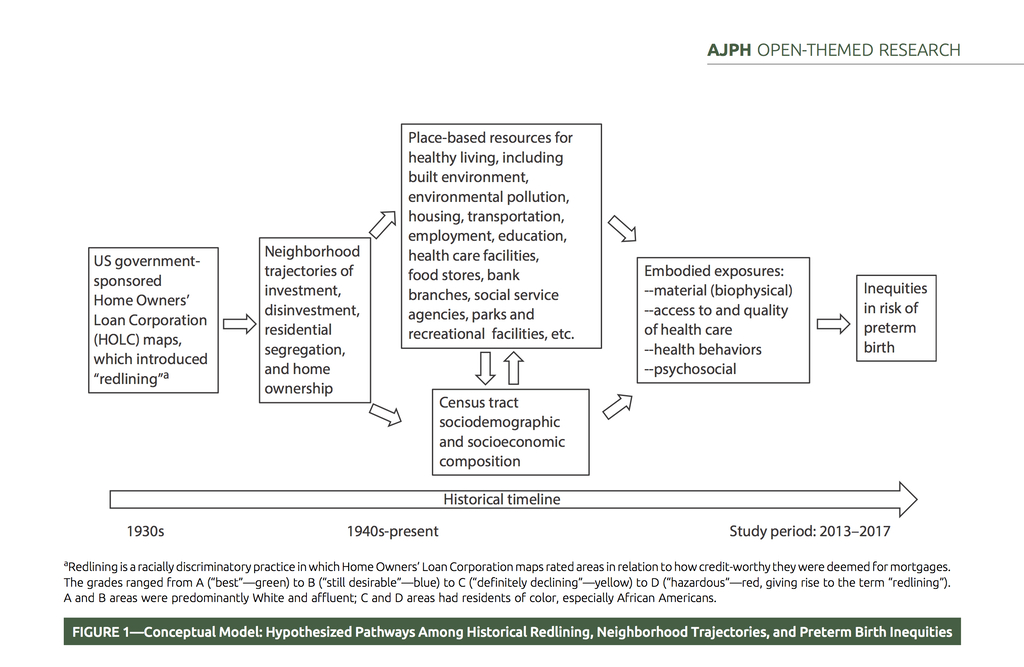 AJPH OPEN-THEMED RESEARCH
US government-
sponsored
Home Owners’
Loan Corporation
(HOLC) maps,
which introduced
“redlining”a
Neighborhood
trajectories of
investment,
disinvestment,
residential
segregation,
and home
ownership
Place-based resources for
healthy living, including
built environment,
environmental pollution,
housing, transportation,
employment, education,
health care facilities,
food stores, bank
branches, social service
agencies, parks and
recreational facilities, etc.
Census tract
sociodemographic
and socioeconomic
composition
Embodied exposures:
--material (biophysical)
--access to and quality
of health care
--health behaviors
--psychosocial
Inequities
in risk of
preterm
birth
Historical timeline
1930s
1940s-present
Study period: 2013–2017
aRedlining is a racially discriminatory practice in which Home Owners’ Loan Corporation maps rated areas in relation to how credit-worthy they were deemed for mortgages.
The grades ranged from A (“best”—green) to B (“still desirable”—blue) to C (“definitely declining”—yellow) to D (“hazardous”—red, giving rise to the term “redlining”).
A and B areas were predominantly White and affluent; C and D areas had residents of color, especially African Americans.
FIGURE 1—Conceptual Model: Hypothesized Pathways Among Historical Redlining, Neighborhood Trajectories, and Preterm Birth Inequities